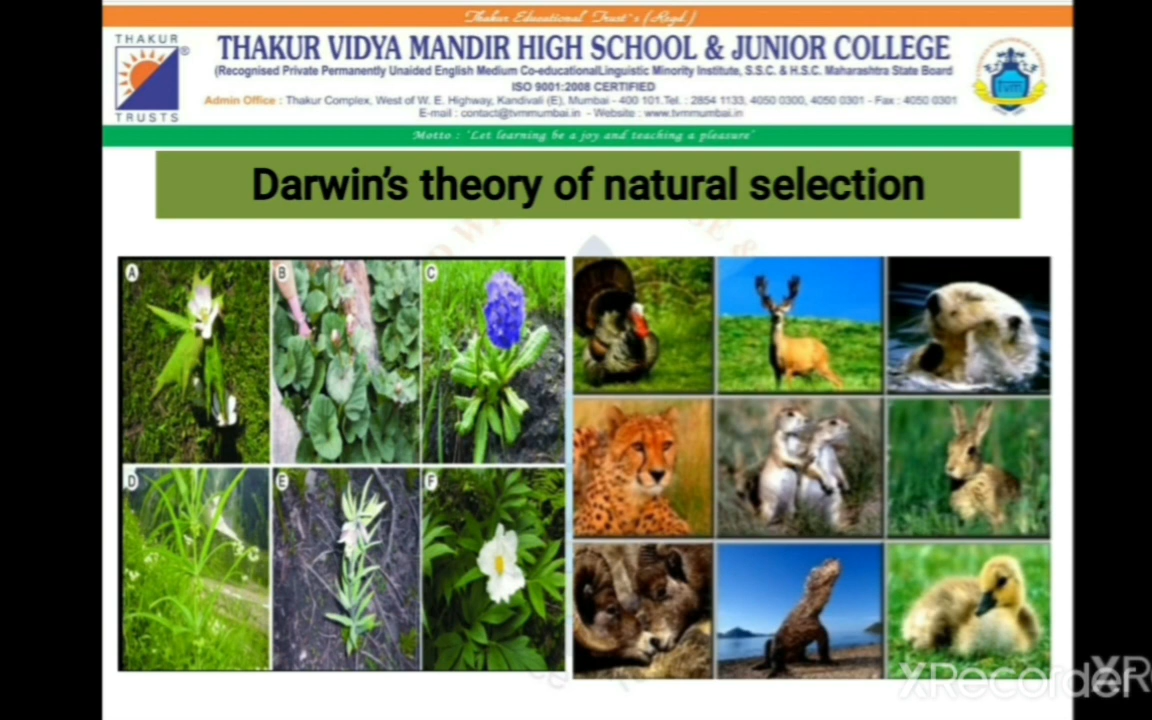 Thakur Educational Trust's (Regd.)
THAKUR
TRUSTS
THAKUR VIDYA MANDIR HIGH SCHOOL & JUNIOR COLLEGE
(Recognised Private Permanently Unaided English Medium Co-educationalLinguistic Minority Institute, S.S.C. & H.S.C. Maharashtra State Board
ISO 9001:2008 CERTIFIED
Admin Office : Thakur Complex, West of W. E. Highway, Kandivali (E), Mumbai - 400 101.Tel. : 2854 1133, 4050 0300, 4050 0301 - Fax : 4050 0301
E-mail : contact@tvmmumbai.in - Website : www.tvmmumbai.in
tvm
Motto : "Let learning be a joy and teaching a pleasure"
Darwin's theory of natural selection
A
B
C
D
E
F
XRecorder
XR